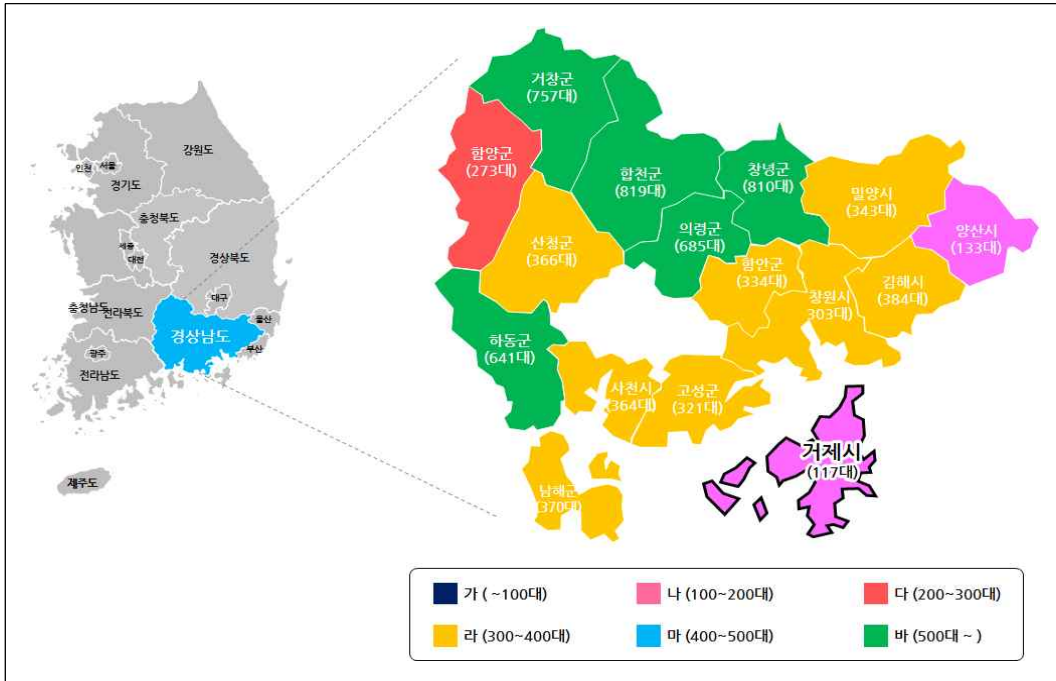 강원도
인천
서울
경기도
충청북도
세종
대전
경상북도
충청남도
전라북도
대구
울산
경상남도
부산
광주
전라남도
제주도
거창군
(757대)
함양군
(273대)
합천군
(819대)
창녕군
(810대)
밀양시
(343대)
양산시
(133대)
산청군
(366대)
의령군
(685대)
함안군
(334대)
창원시
303대)
김해시
(384대)
하동군
(641대)
사천시
(364대)
고성군
(321대)
거제시
(117대)
남해군
(370대)
가 ( ~100대)
나 (100~200대)
다 (200~300대)
라 (300~400대)
마 (400~500대)
바 (500대 ~ )